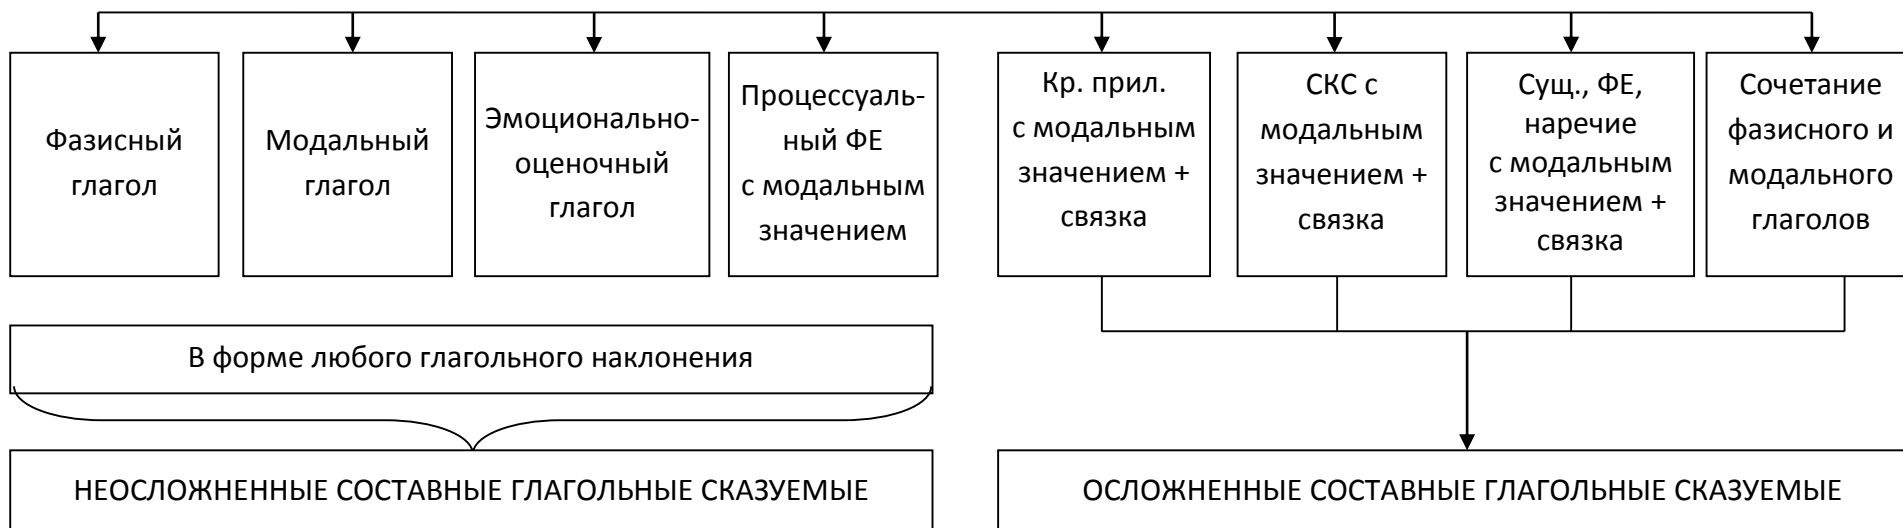 Фазисный
глагол
Модальный
глагол
Эмоционально-
оценочный
глагол
Процессуаль-
ный ФЕ
с модальным
значением
Кр. прил.
с модальным
значением +
связка
СКС с
модальным
значением +
связка
Сущ., ФЕ,
наречие
с модальным
значением +
связка
Сочетание
фазисного и
модального
глаголов
В форме любого глагольного наклонения
НЕОСЛОЖНЕННЫЕ СОСТАВНЫЕ ГЛАГОЛЬНЫЕ СКАЗУЕМЫЕ
ОСЛОЖНЕННЫЕ СОСТАВНЫЕ ГЛАГОЛЬНЫЕ СКАЗУЕМЫЕ